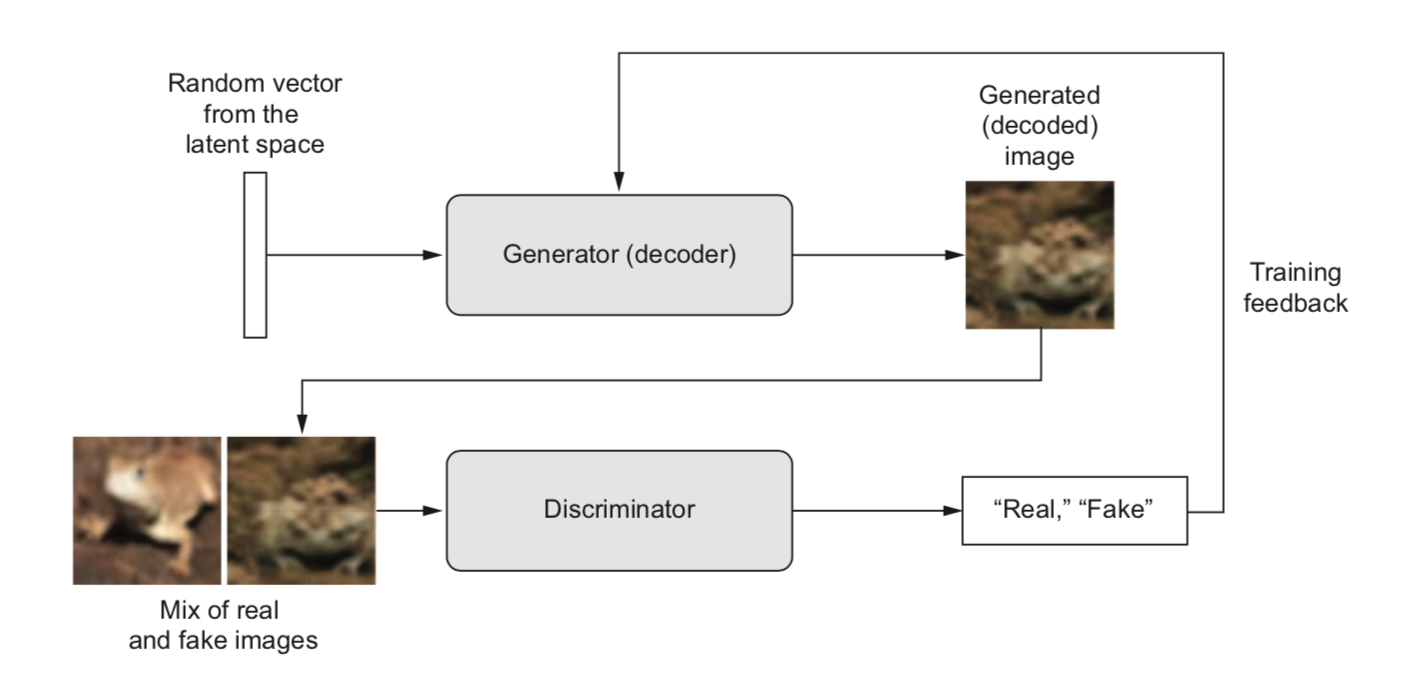 Random vector
from the
latent space
Generator (decoder)
Generated
(decoded)
image
Training
feedback
Mix of real
and fake images
Discriminator
“Real,” “Fake”